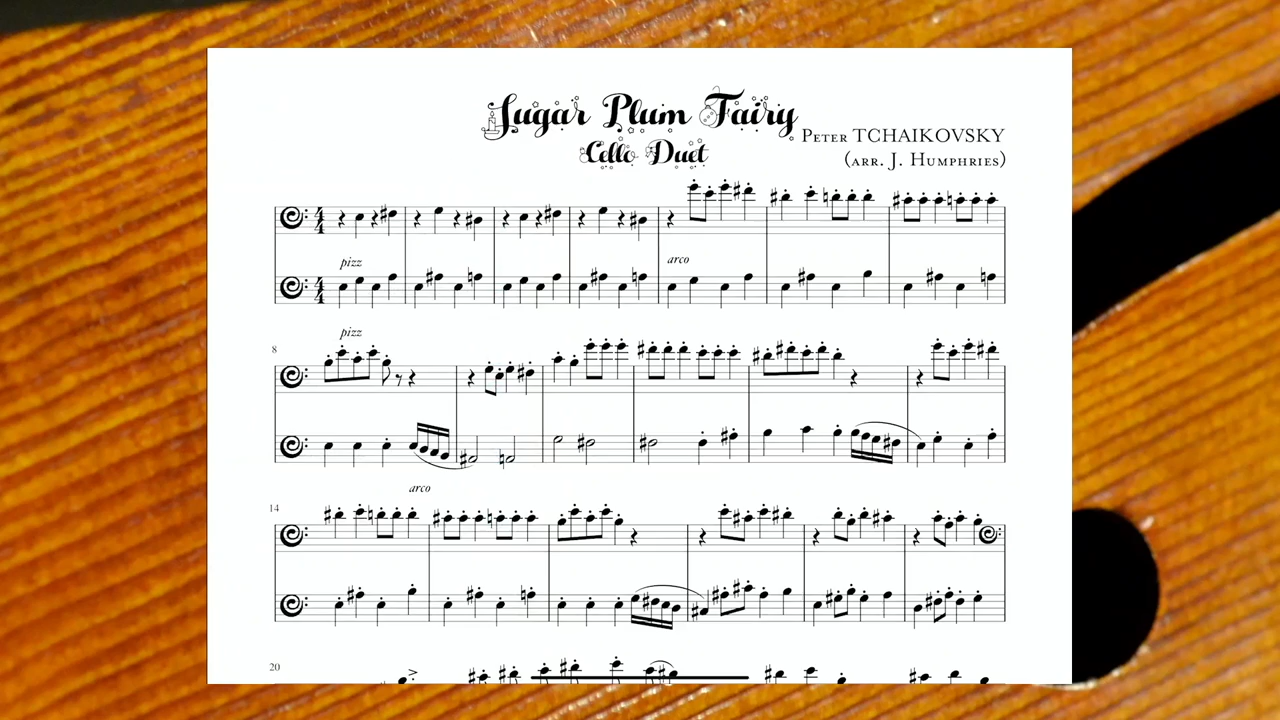 Sugar Plum Fairy
Cello Duet
Peter TCHAIKOVSKY
(arr. J. Humphries)
4 4
pizz
arco
4 4
8
pizz
arco
14
20